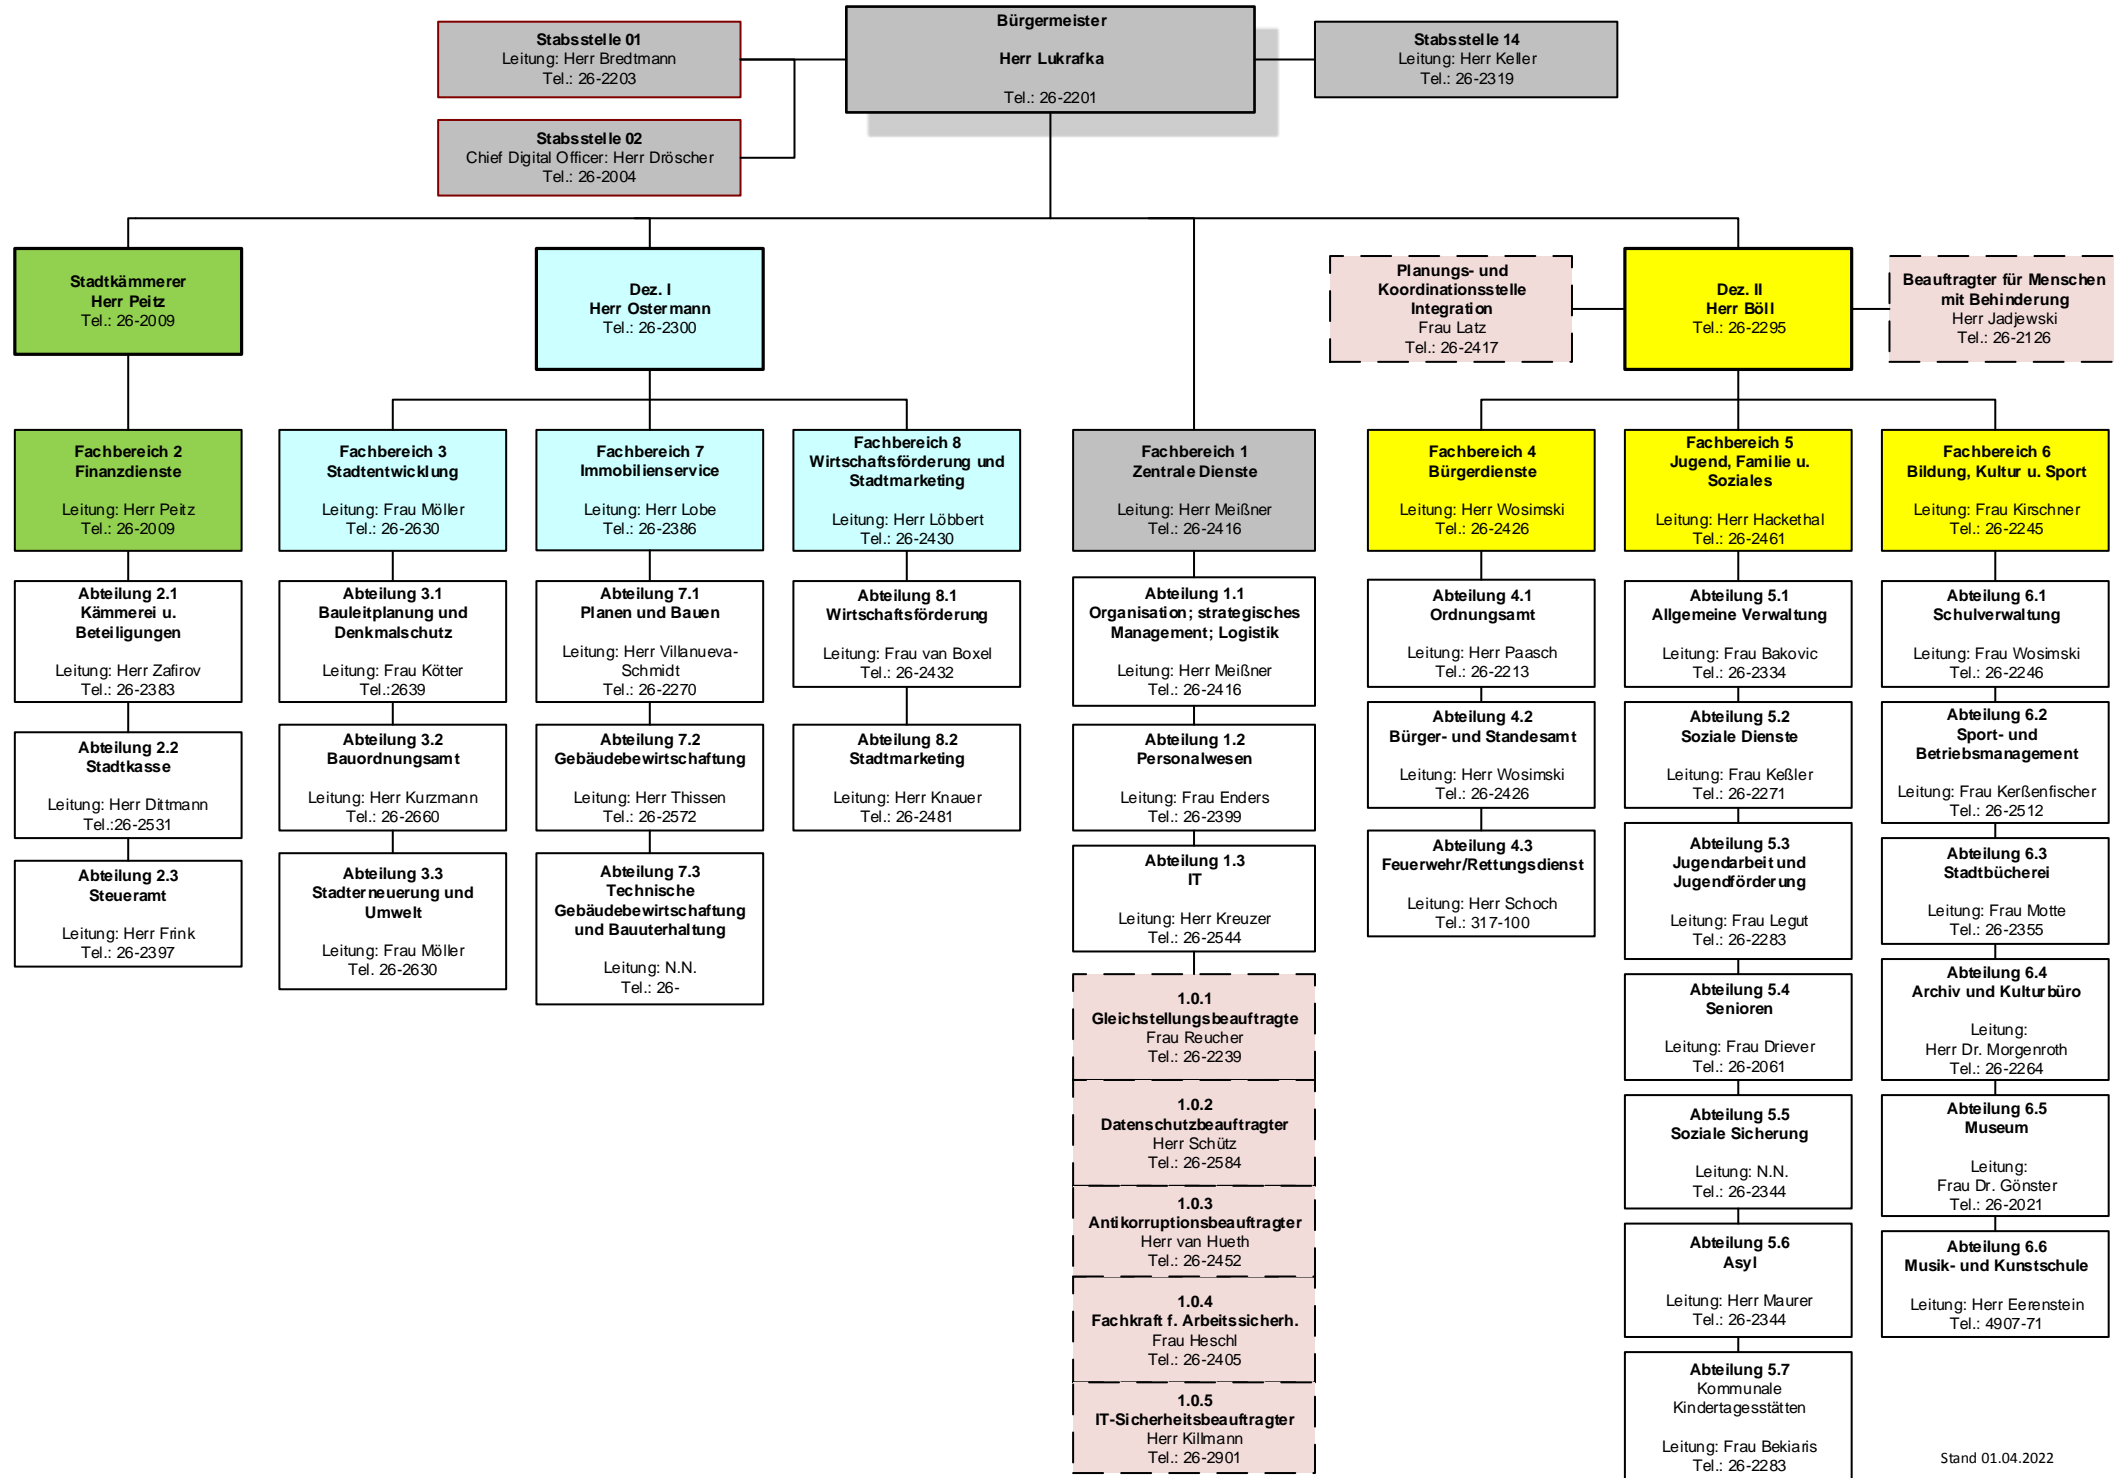 Bürgermeister
Herr Lukrafka
Tel.: 26-2201
Stabsstelle 01
Leitung: Herr Bredtmann
Tel.: 26-2203
Stabsstelle 02
Chief Digital Officer: Herr Dröscher
Tel.: 26-2004
Stabsstelle 14
Leitung: Herr Keller
Tel.: 26-2319
Stadtkämmerer
Herr Peitz
Tel.: 26-2009
Dez. I
Herr Ostermann
Tel.: 26-2300
Planungs- und
Koordinationsstelle
Integration
Frau Latz
Tel.: 26-2417
Dez. II
Herr Böll
Tel.: 26-2295
Beauftragter für Menschen
mit Behinderung
Herr Jadjewski
Tel.: 26-2126
Fachbereich 2
Finanzdienste
Leitung: Herr Peitz
Tel.: 26-2009
Abteilung 2.1
Kämmerei u.
Beteiligungen
Leitung: Herr Zafirov
Tel.: 26-2383
Abteilung 2.2
Stadtkasse
Leitung: Herr Dittmann
Tel.:26-2531
Abteilung 2.3
Steueramt
Leitung: Herr Frink
Tel.: 26-2397
Fachbereich 3
Stadtentwicklung
Leitung: Frau Möller
Tel.: 26-2630
Abteilung 3.1
Bauleitplanung und
Denkmalschutz
Leitung: Frau Kötter
Tel.:2639
Abteilung 3.2
Bauordnungsamt
Leitung: Herr Kurzmann
Tel.: 26-2660
Abteilung 3.3
Stadterneuerung und
Umwelt
Leitung: Frau Möller
Tel. 26-2630
Fachbereich 7
Immobilienservice
Leitung: Herr Lobe
Tel.: 26-2386
Abteilung 7.1
Planen und Bauen
Leitung: Herr Villanueva-
Schmidt
Tel.: 26-2270
Abteilung 7.2
Gebäudebewirtschaftung
Leitung: Herr Thissen
Tel.: 26-2572
Abteilung 7.3
Technische
Gebäudebewirtschaftung
und Bauuterhaltung
Leitung: N.N.
Tel.: 26-
Fachbereich 8
Wirtschaftsförderung und
Stadtmarketing
Leitung: Herr Löbbert
Tel.: 26-2430
Abteilung 8.1
Wirtschaftsförderung
Leitung: Frau van Boxel
Tel.: 26-2432
Abteilung 8.2
Stadtmarketing
Leitung: Herr Knauer
Tel.: 26-2481
Fachbereich 1
Zentrale Dienste
Leitung: Herr Meißner
Tel.: 26-2416
Abteilung 1.1
Organisation; strategisches
Management; Logistik
Leitung: Herr Meißner
Tel.: 26-2416
Abteilung 1.2
Personalwesen
Leitung: Frau Enders
Tel.: 26-2399
Abteilung 1.3
IT
Leitung: Herr Kreuzer
Tel.: 26-2544
1.0.1
Gleichstellungsbeauftragte
Frau Reucher
Tel.: 26-2239
1.0.2
Datenschutzbeauftragter
Herr Schütz
Tel.: 26-2584
1.0.3
Antikorruptionsbeauftragter
Herr van Hueth
Tel.: 26-2452
1.0.4
Fachkraft f. Arbeitssicherh.
Frau Heschl
Tel.: 26-2405
1.0.5
IT-Sicherheitsbeauftragter
Herr Killmann
Tel.: 26-2901
Fachbereich 4
Bürgerdienste
Leitung: Herr Wosimski
Tel.: 26-2426
Abteilung 4.1
Ordnungsamt
Leitung: Herr Paasch
Tel.: 26-2213
Abteilung 4.2
Bürger- und Standesamt
Leitung: Herr Wosimski
Tel.: 26-2426
Abteilung 4.3
Feuerwehr/Rettungsdienst
Leitung: Herr Schoch
Tel.: 317-100
Fachbereich 5
Jugend, Familie u.
Soziales
Leitung: Herr Hackethal
Tel.: 26-2461
Abteilung 5.1
Allgemeine Verwaltung
Leitung: Frau Bakovic
Tel.: 26-2334
Abteilung 5.2
Soziale Dienste
Leitung: Frau Keßler
Tel.: 26-2271
Abteilung 5.3
Jugendarbeit und
Jugendförderung
Leitung: Frau Legut
Tel.: 26-2283
Abteilung 5.4
Senioren
Leitung: Frau Driever
Tel.: 26-2061
Abteilung 5.5
Soziale Sicherung
Leitung: N.N.
Tel.: 26-2344
Abteilung 5.6
Asyl
Leitung: Herr Maurer
Tel.: 26-2344
Abteilung 5.7
Kommunale
Kindertagesstätten
Leitung: Frau Bekiaris
Tel.: 26-2283
Fachbereich 6
Bildung, Kultur u. Sport
Leitung: Frau Kirschner
Tel.: 26-2245
Abteilung 6.1
Schulverwaltung
Leitung: Frau Wosimski
Tel.: 26-2246
Abteilung 6.2
Sport- und
Betriebsmanagement
Leitung: Frau Kerßenfischer
Tel.: 26-2512
Abteilung 6.3
Stadtbücherei
Leitung: Frau Motte
Tel.: 26-2355
Abteilung 6.4
Archiv und Kulturbüro
Leitung:
Herr Dr. Morgenroth
Tel.: 26-2264
Abteilung 6.5
Museum
Leitung:
Frau Dr. Gönster
Tel.: 26-2021
Abteilung 6.6
Musik- und Kunstschule
Leitung: Herr Eerenstein
Tel.: 4907-71
Stand 01.04.2022